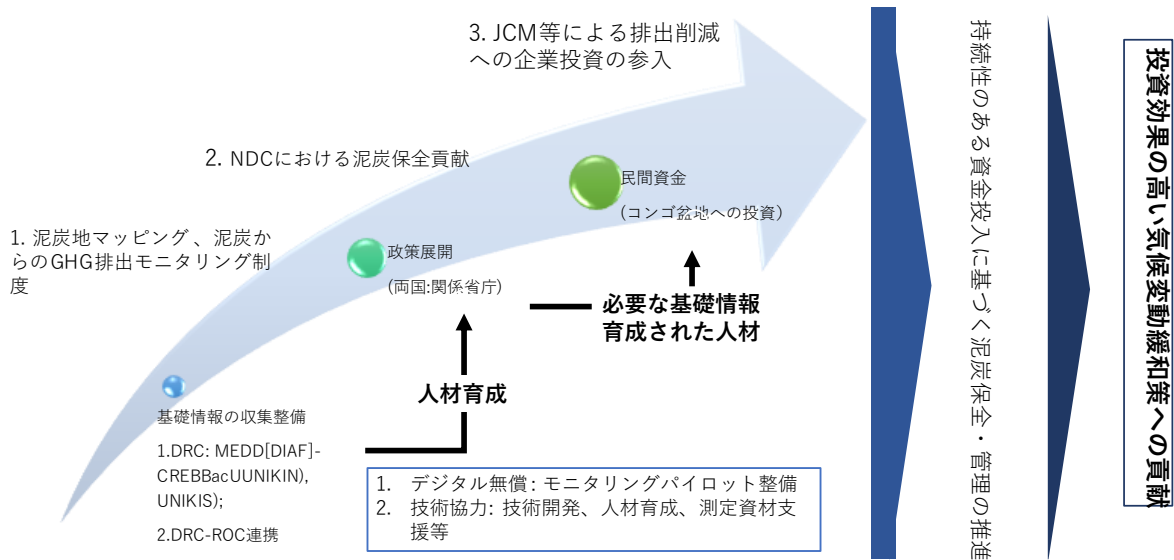 3. JCM等による排出削減
への企業投資の参入
2. NDCにおける泥炭保全貢献
1. 泥炭地マッピング、泥炭か
らのGHG排出モニタリング制
度
民間資金
(コンゴ盆地への投資)
政策展開
(両国:関係省庁)
必要な基礎情報
育成された人材
人材育成
基礎情報の収集整備
1.DRC: MEDD[DIAF]-
CREBBacUUNIKIN),
UNIKIS);
2.DRC-ROC連携
1. デジタル無償: モニタリングパイロット整備
2. 技術協力: 技術開発、人材育成、測定資材支
援等
持続性のある資金投入に基づく泥炭保全・管理の推進
投資効果の高い気候変動緩和策への貢献